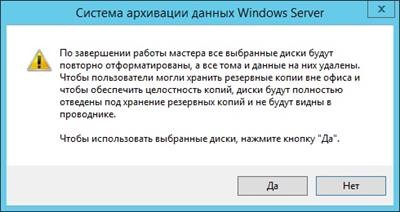 Система архивации данных Windows Server
По завершении работы мастера все выбранные диски будут
повторно отформатированы, а все тома и данные на них удалены.
Чтобы пользователи могли хранить резервные копии вне офиса и
чтобы обеспечить целостность копий, диски будут полностью
отведены под хранение резервных копий и не будут видны в
проводнике.
Чтобы использовать выбранные диски, нажмите кнопку "Да".
Да
Нет